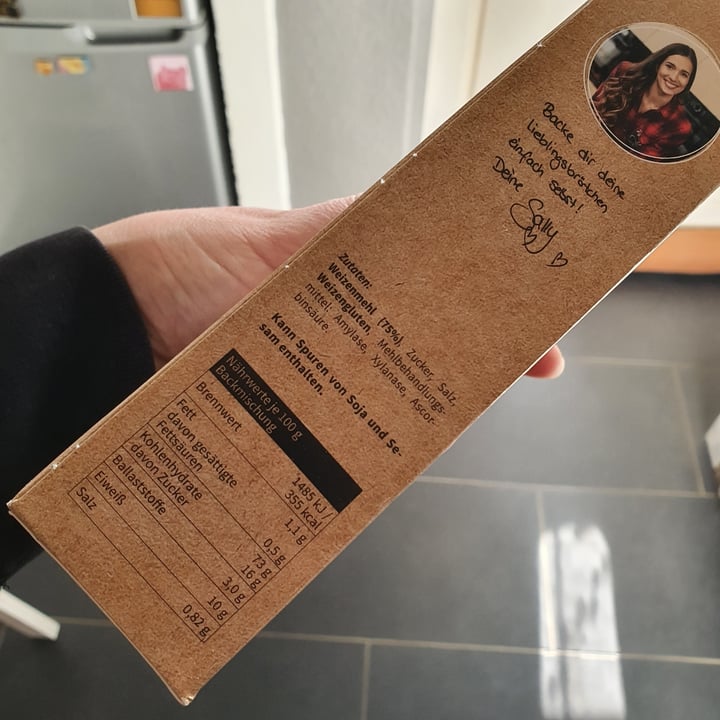 Backe dir deine
Lieblingsbrötchen
einfach selbst!
Deine Sally
Zutaten:
Weizenmehl (75%), Zucker, Salz,
Weizengluten, Mehlbehandlungs-
mittel: Amylase, Xylanase, Ascor-
binsäure.
Kann Spuren von Soja und Se-
sam enthalten.
Nährwerte je 100 g
Backmischung
Brennwert 1485 kJ /
355 kcal
Fett 1,1 g
davon gesättigte
Fettsäuren 0,5 g
Kohlenhydrate 73 g
davon Zucker 16 g
Ballaststoffe 3,0 g
Eiweiß 10 g
Salz 0,82 g